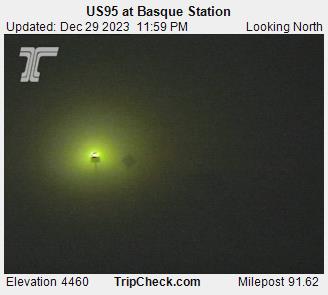 US95 at Basque Station
Updated: Dec 29 2023 11:59 PM Looking North
Elevation 4460 TripCheck.com Milepost 91.62